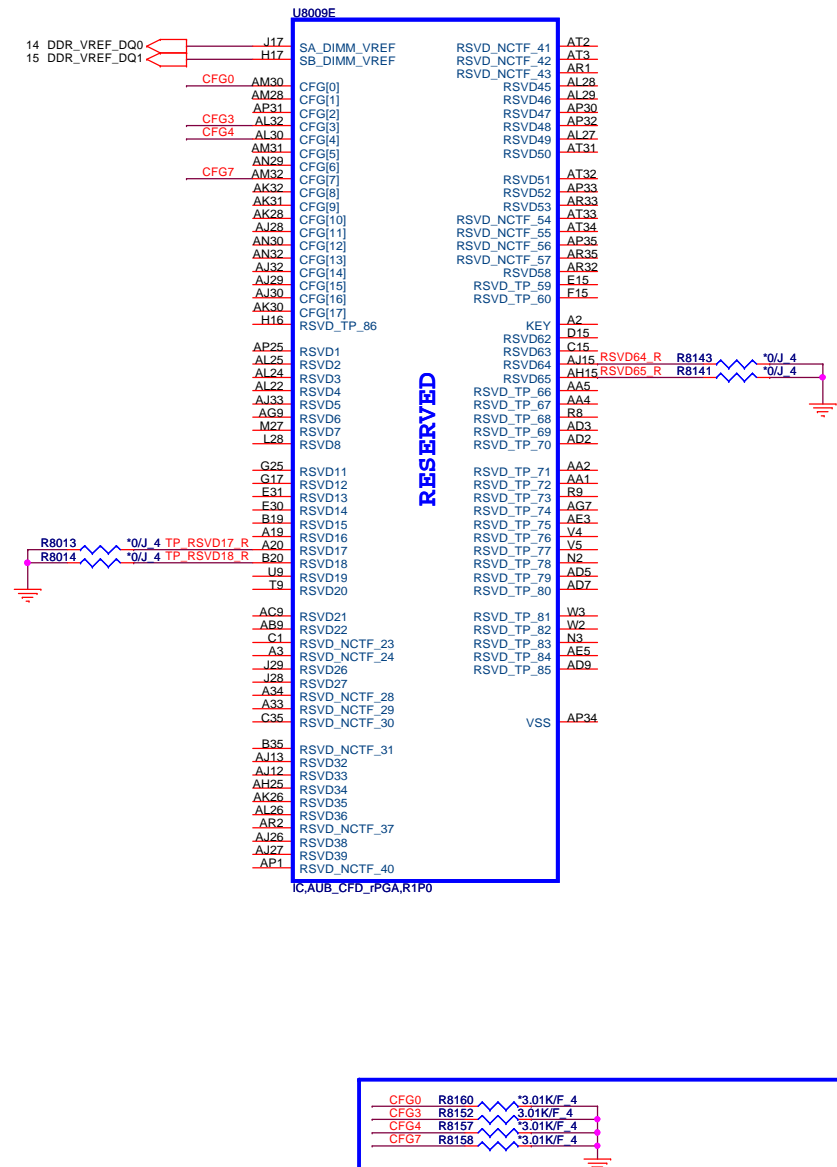 U8009E
14 DDR_VREF_DQ0 J17 SA_DIMM_VREF RSVD_NCTF_41 AT2
15 DDR_VREF_DQ1 H17 SB_DIMM_VREF RSVD_NCTF_42 AT3
RSVD_NCTF_43 AR1
CFG0 AM30 CFG[0] RSVD45 AL28
AM28 CFG[1] RSVD46 AL29
AP31 CFG[2] RSVD47 AP30
CFG3 AL32 CFG[3] RSVD48 AP32
CFG4 AL30 CFG[4] RSVD49 AL27
AM31 CFG[5] RSVD50 AT31
AN29 CFG[6]
CFG7 AM32 CFG[7] RSVD51 AT32
AK32 CFG[8] RSVD52 AP33
AK31 CFG[9] RSVD53 AR33
AK28 CFG[10] RSVD_NCTF_54 AT33
AJ28 CFG[11] RSVD_NCTF_55 AT34
AN30 CFG[12] RSVD_NCTF_56 AP35
AN32 CFG[13] RSVD_NCTF_57 AR35
AJ32 CFG[14] RSVD58 AR32
AJ29 CFG[15] RSVD_TP_59 E15
AJ30 CFG[16] RSVD_TP_60 F15
AK30 CFG[17]
H16 RSVD_TP_86 KEY A2
RSVD62 D15
AP25 RSVD1 RSVD63 C15
AL25 RSVD2 RSVD64 AJ15 RSVD64_R R8143 *0/J_4
AL24 RSVD3 RSVD65 AH15 RSVD65_R R8141 *0/J_4
AL22 RSVD4 RSVD_TP_66 AA5
AJ33 RSVD5 RSVD_TP_67 AA4
AG9 RSVD6 RSVD_TP_68 R8
M27 RSVD7 RSVD_TP_69 AD3
L28 RSVD8 RSVD_TP_70 AD2
RESERVED
G25 RSVD11 RSVD_TP_71 AA2
G17 RSVD12 RSVD_TP_72 AA1
E31 RSVD13 RSVD_TP_73 R9
E30 RSVD14 RSVD_TP_74 AG7
B19 RSVD15 RSVD_TP_75 AE3
A19 RSVD16 RSVD_TP_76 V4
R8013 *0/J_4 TP_RSVD17_R A20 RSVD17 RSVD_TP_77 V5
R8014 *0/J_4 TP_RSVD18_R B20 RSVD18 RSVD_TP_78 N2
U9 RSVD19 RSVD_TP_79 AD5
T9 RSVD20 RSVD_TP_80 AD7
AC9 RSVD21 RSVD_TP_81 W3
AB9 RSVD22 RSVD_TP_82 W2
C1 RSVD_NCTF_23 RSVD_TP_83 N3
A3 RSVD_NCTF_24 RSVD_TP_84 AE5
J29 RSVD26 RSVD_TP_85 AD9
J28 RSVD27
A34 RSVD_NCTF_28
A33 RSVD_NCTF_29
C35 RSVD_NCTF_30 VSS AP34
B35 RSVD_NCTF_31
AJ13 RSVD32
AJ12 RSVD33
AH25 RSVD34
AK26 RSVD35
AL26 RSVD36
AR2 RSVD_NCTF_37
AJ26 RSVD38
AJ27 RSVD39
AP1 RSVD_NCTF_40
IC,AUB_CFD_rPGA,R1P0
CFG0 R8160 *3.01K/F_4
CFG3 R8152 3.01K/F_4
CFG4 R8157 *3.01K/F_4
CFG7 R8158 *3.01K/F_4